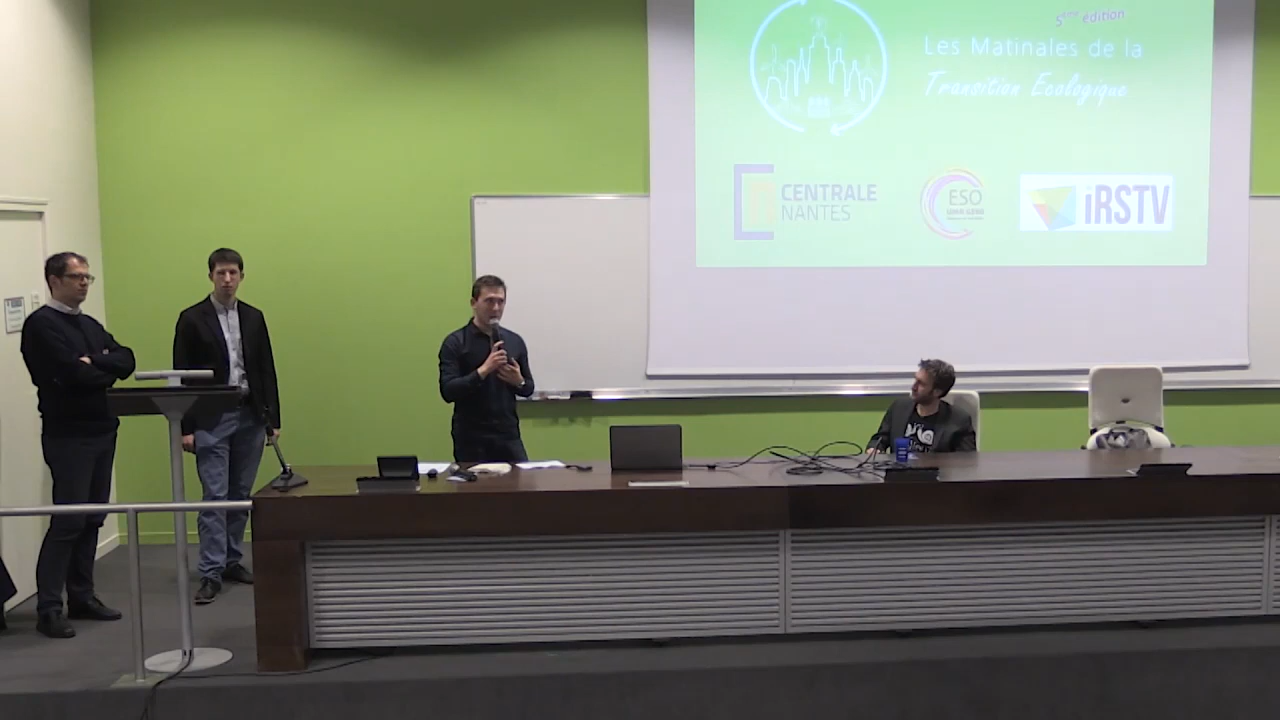 5ème édition
Les Matinales de la
Transition Ecologique
CENTRALE
NANTES
ESO
iRSTV